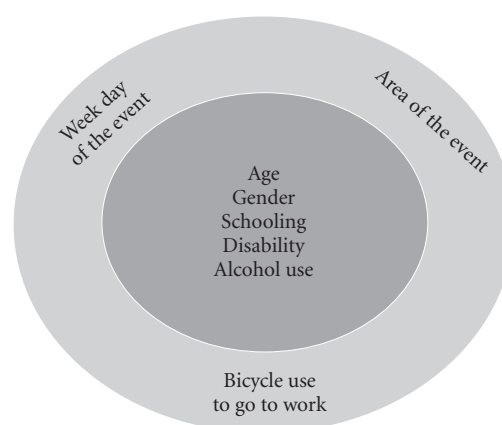 Week day
of the event
Area of the event
Age
Gender
Schooling
Disability
Alcohol use
Bicycle use
to go to work